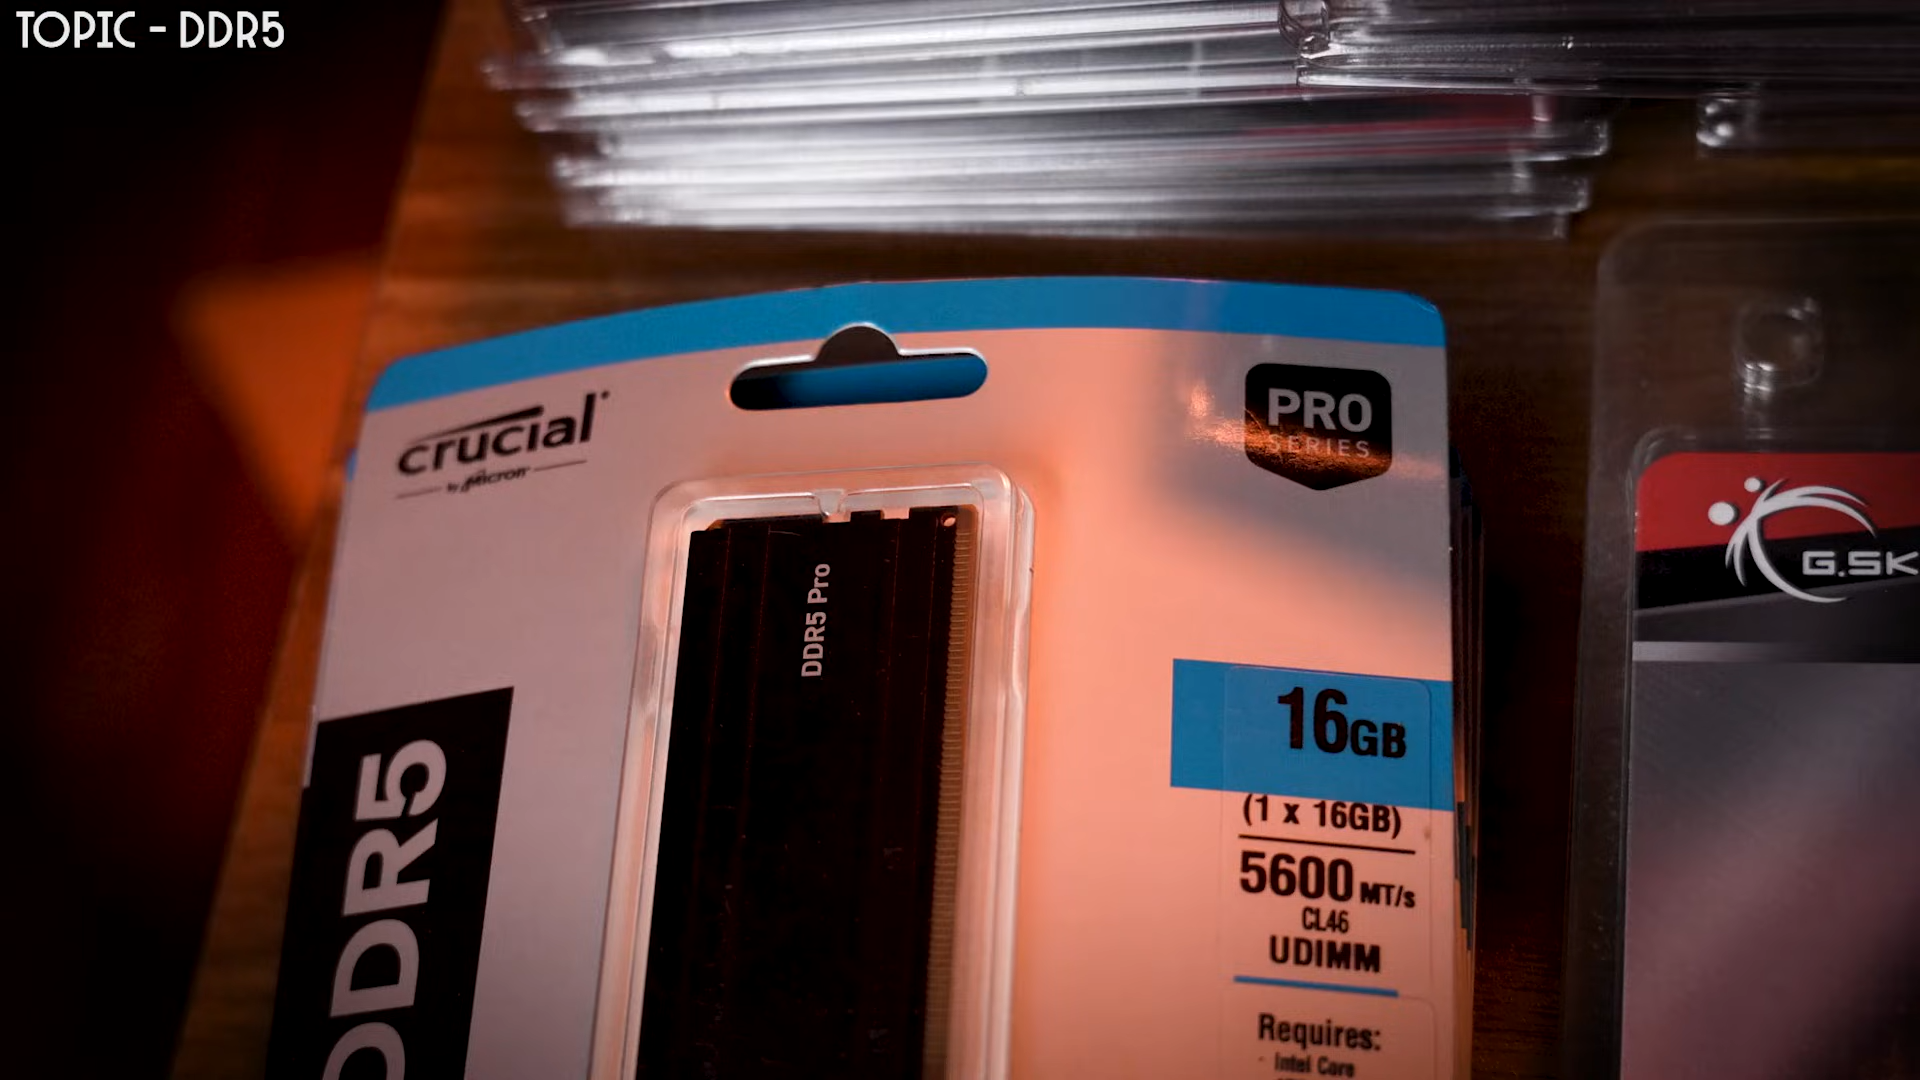 TOPIC - DDR5
crucial
by Micron
PRO
SERIES
DDR5 Pro
DDR5
16GB
(1 x 16GB)
5600 MT/s
CL46
UDIMM
Requires:
Intel Core
G.SK